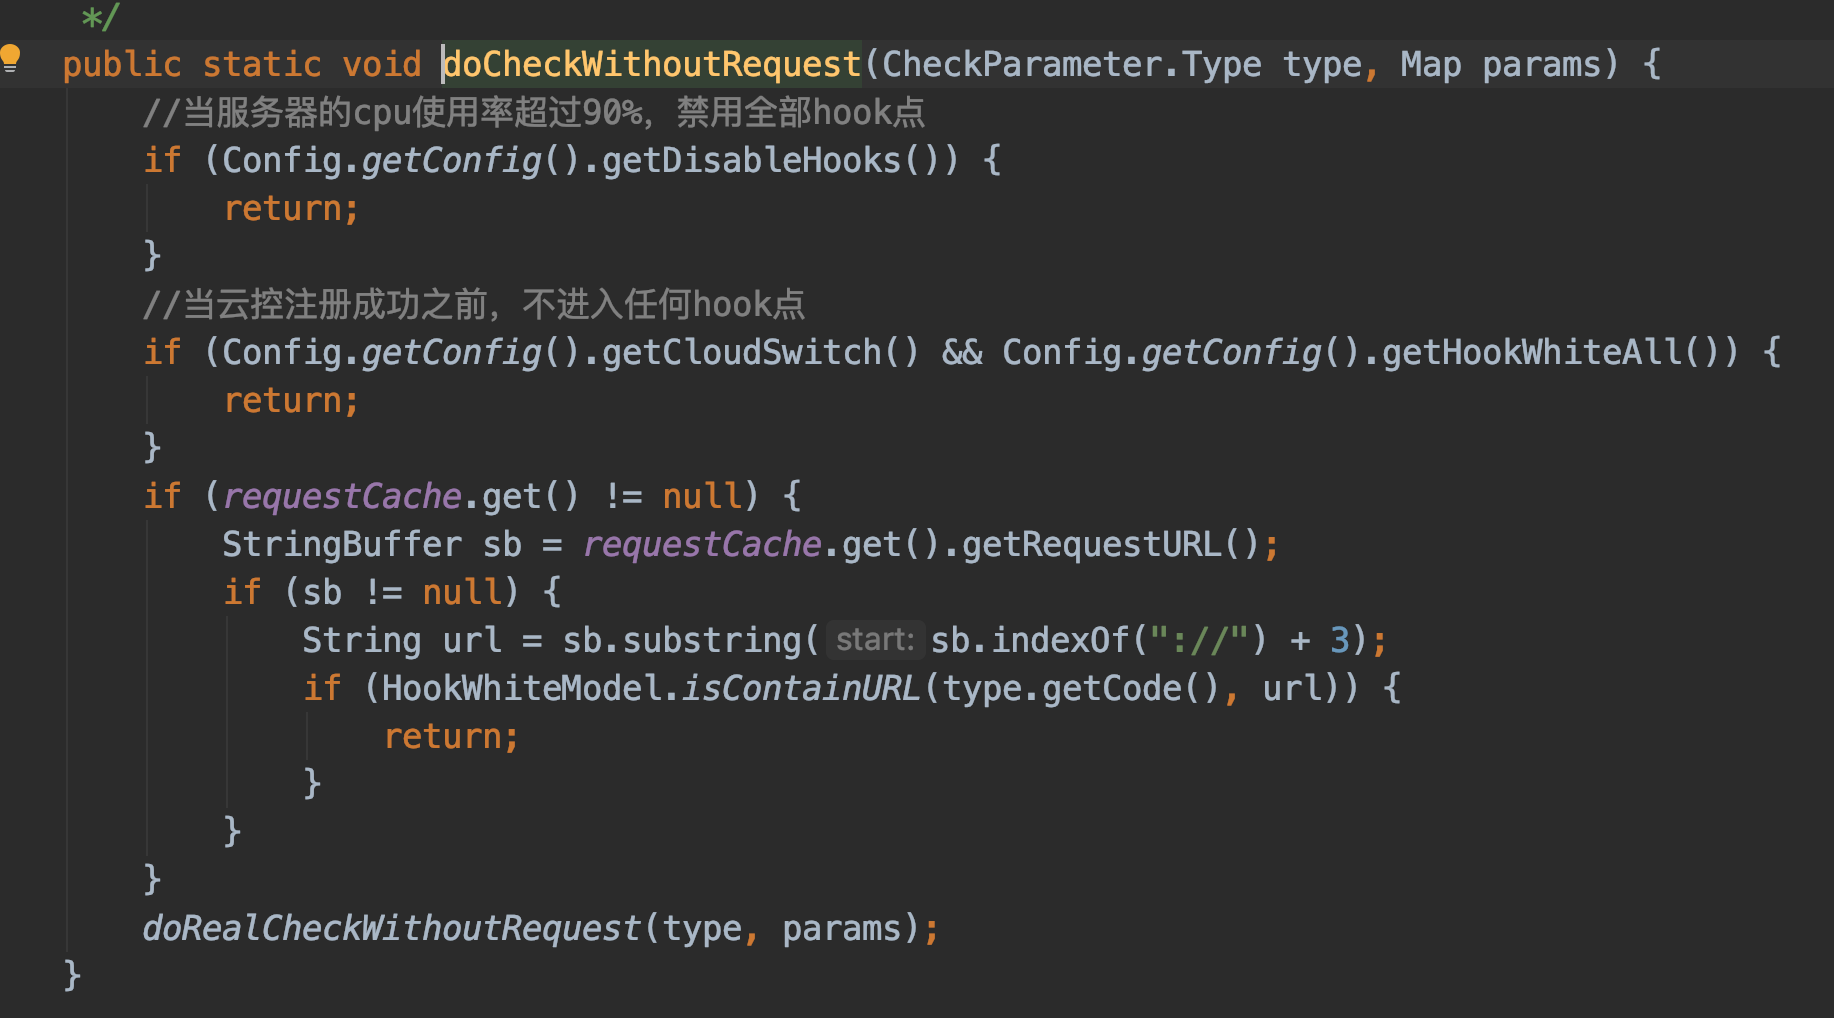 */
public static void doCheckWithoutRequest(CheckParameter.Type type, Map params) {
//当服务器的cpu使用率超过90%，禁用全部hook点
if (Config.getConfig().getDisableHooks()) {
return;
}
//当云控注册成功之前，不进入任何hook点
if (Config.getConfig().getCloudSwitch() && Config.getConfig().getHookWhiteAll()) {
return;
}
if (requestCache.get() != null) {
StringBuffer sb = requestCache.get().getRequestURL();
if (sb != null) {
String url = sb.substring( start: sb.indexOf("://") + 3);
if (HookWhiteModel.isContainURL(type.getCode(), url)) {
return;
}
}
}
doRealCheckWithoutRequest(type, params);
}